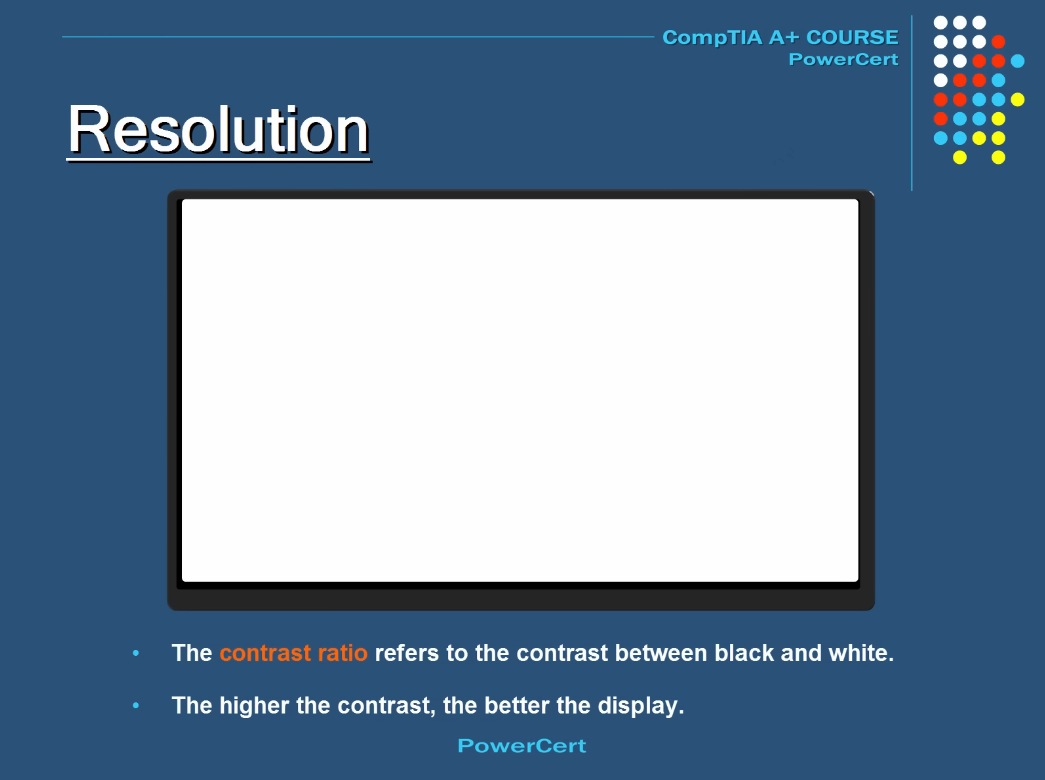 CompTIA A+ COURSE
PowerCert
Resolution
• The contrast ratio refers to the contrast between black and white.
• The higher the contrast, the better the display.
PowerCert